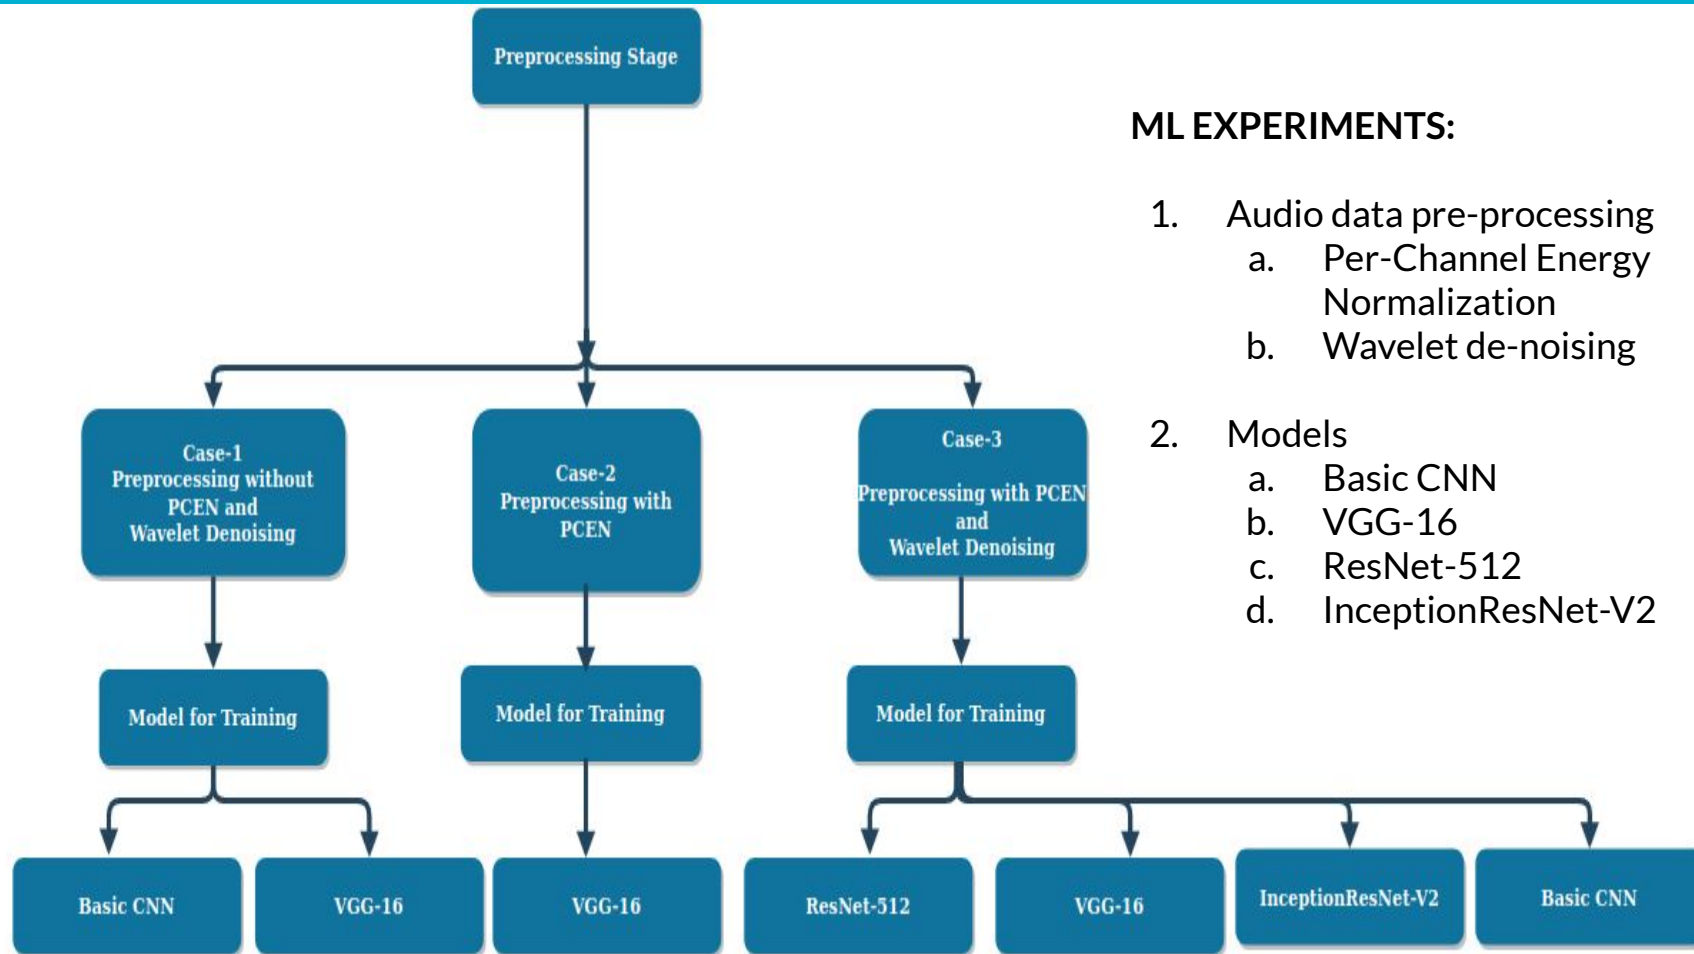 Preprocessing Stage
ML EXPERIMENTS:
1. Audio data pre-processing
a. Per-Channel Energy
Normalization
b. Wavelet de-noising
2. Models
a. Basic CNN
b. VGG-16
c. ResNet-512
d. InceptionResNet-V2
Case-1
Preprocessing without
PCEN and
Wavelet Denoising
Case-2
Preprocessing with
PCEN
Case-3
Preprocessing with PCEN
and
Wavelet Denoising
Model for Training
Model for Training
Model for Training
Basic CNN
VGG-16
VGG-16
ResNet-512
VGG-16
InceptionResNet-V2
Basic CNN